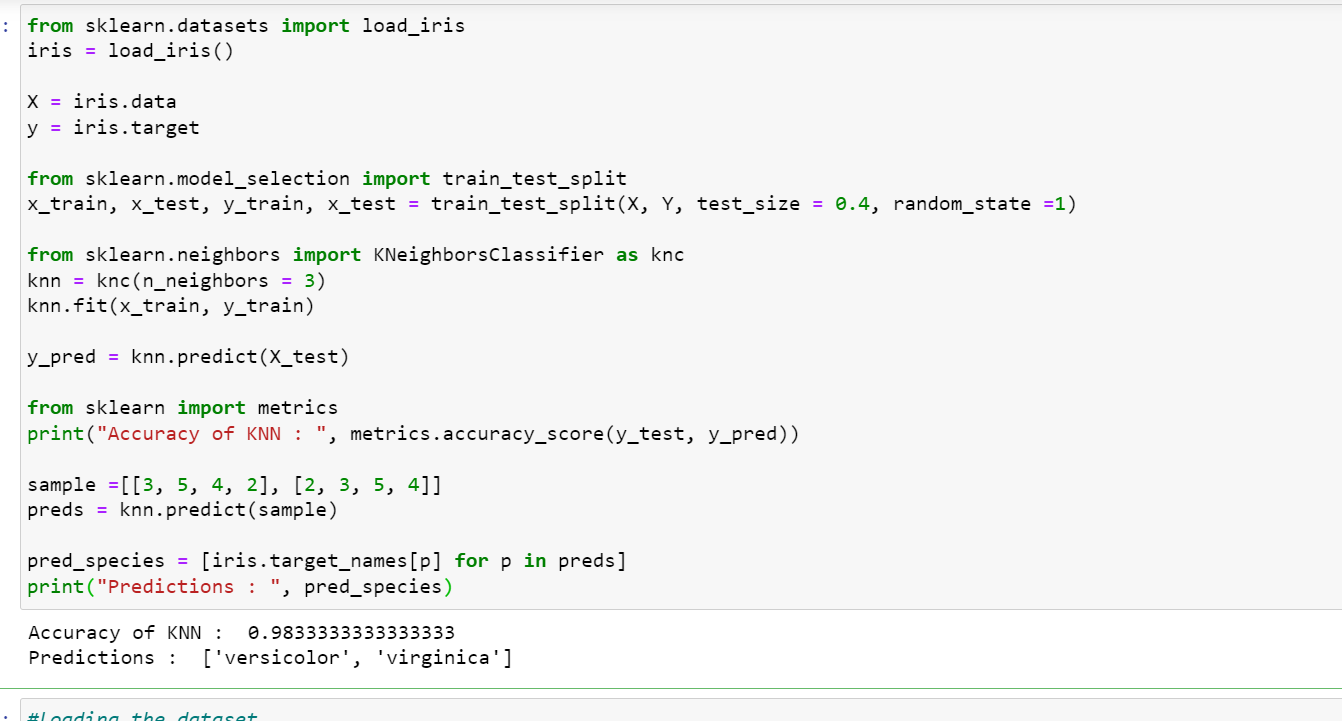 : from sklearn.datasets import load_iris
iris = load_iris()
X = iris.data
y = iris.target
from sklearn.model_selection import train_test_split
x_train, x_test, y_train, x_test = train_test_split(X, Y, test_size = 0.4, random_state =1)
from sklearn.neighbors import KNeighborsClassifier as knc
knn = knc(n_neighbors = 3)
knn.fit(x_train, y_train)
y_pred = knn.predict(X_test)
from sklearn import metrics
print("Accuracy of KNN : ", metrics.accuracy_score(y_test, y_pred))
sample =[[3, 5, 4, 2], [2, 3, 5, 4]]
preds = knn.predict(sample)
pred_species = [iris.target_names[p] for p in preds]
print("Predictions : ", pred_species)
Accuracy of KNN :  0.9833333333333333
Predictions :  ['versicolor', 'virginica']
: #Loading the dataset